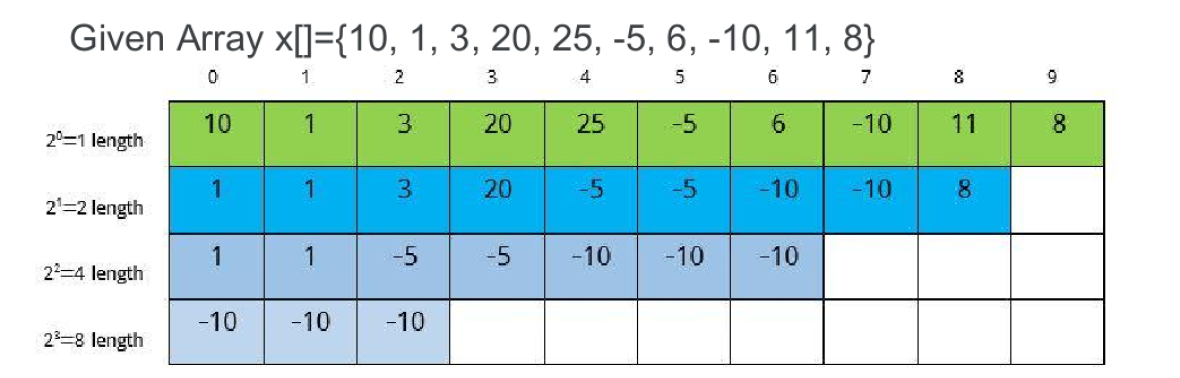 Given Array x[]={10, 1, 3, 20, 25, -5, 6, -10, 11, 8}
0 1 2 3 4 5 6 7 8 9
2⁰=1 length 10 1 3 20 25 -5 6 -10 11 8
2¹=2 length 1 1 3 20 -5 -5 -10 -10 8
2²=4 length 1 1 -5 -5 -10 -10 -10
2³=8 length -10 -10 -10